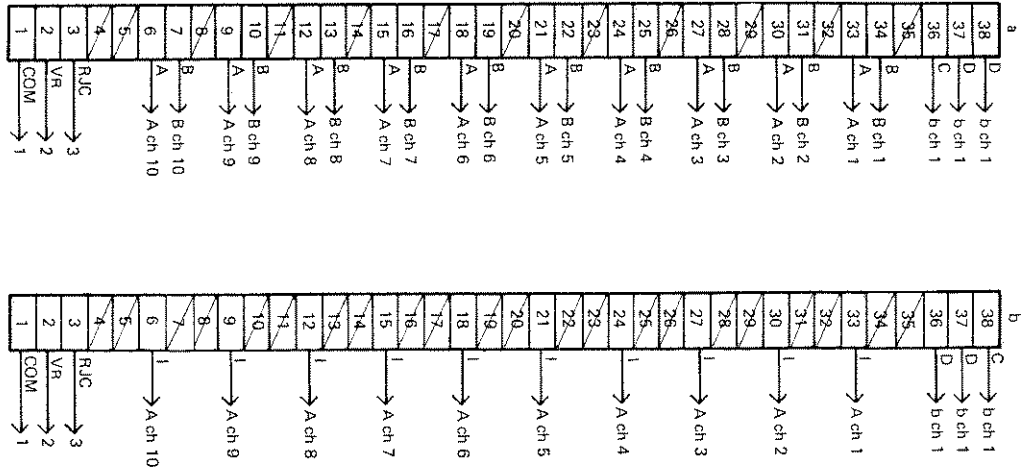 a
38 D b ch 1
37 D b ch 1
36 C b ch 1
35
34 B B ch 1
33 A A ch 1
32
31 B B ch 2
30 A A ch 2
29
28 B B ch 3
27 A A ch 3
26
25 B B ch 4
24 A A ch 4
23
22 B B ch 5
21 A A ch 5
20
19 B B ch 6
18 A A ch 6
17
16 B B ch 7
15 A A ch 7
14
13 B B ch 8
12 A A ch 8
11
10 B B ch 9
9 A A ch 9
8
7 B B ch 10
6 A A ch 10
5
4
3 RJC 3
2 VR 2
1 COM 1
b
38 C b ch 1
37 D b ch 1
36 D b ch 1
35
34
33 I A ch 1
32
31
30 I A ch 2
29
28
27 I A ch 3
26
25
24 I A ch 4
23
22
21 I A ch 5
20
19
18 I A ch 6
17
16
15 I A ch 7
14
13
12 I A ch 8
11
10
9 I A ch 9
8
7
6 I A ch 10
5
4
3 RJC 3
2 VR 2
1 COM 1